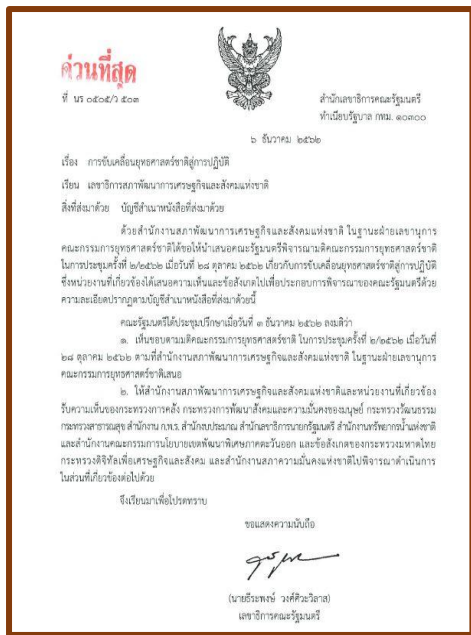 ด่วนที่สุด
ที่ นร ๐๕๐๕/ว ๕๐๓
สำนักเลขาธิการคณะรัฐมนตรี
ทำเนียบรัฐบาล กทม. ๑๐๓๐๐
๖ ธันวาคม ๒๕๖๒
เรื่อง การขับเคลื่อนยุทธศาสตร์ชาติสู่การปฏิบัติ
เรียน เลขาธิการสภาพัฒนาการเศรษฐกิจและสังคมแห่งชาติ
สิ่งที่ส่งมาด้วย บัญชีสำเนาหนังสือที่ส่งมาด้วย
ด้วยสำนักงานสภาพัฒนาการเศรษฐกิจและสังคมแห่งชาติ ในฐานะฝ่ายเลขานุการ
คณะกรรมการยุทธศาสตร์ชาติได้ขอให้นำเสนอคณะรัฐมนตรีพิจารณามติคณะกรรมการยุทธศาสตร์ชาติ
ในการประชุมครั้งที่ ๒/๒๕๖๒ เมื่อวันที่ ๒๘ ตุลาคม ๒๕๖๒ เกี่ยวกับการขับเคลื่อนยุทธศาสตร์ชาติสู่การปฏิบัติ
ซึ่งหน่วยงานที่เกี่ยวข้องได้เสนอความเห็นและข้อสังเกตไปเพื่อประกอบการพิจารณาของคณะรัฐมนตรีด้วย
ความละเอียดปรากฏตามบัญชีสำเนาหนังสือที่ส่งมาด้วยนี้
คณะรัฐมนตรีได้ประชุมปรึกษาเมื่อวันที่ ๓ ธันวาคม ๒๕๖๒ ลงมติว่า
๑. เห็นชอบตามมติคณะกรรมการยุทธศาสตร์ชาติ ในการประชุมครั้งที่ ๒/๒๕๖๒ เมื่อวันที่
๒๘ ตุลาคม ๒๕๖๒ ตามที่สำนักงานสภาพัฒนาการเศรษฐกิจและสังคมแห่งชาติ ในฐานะฝ่ายเลขานุการ
คณะกรรมการยุทธศาสตร์ชาติเสนอ
๒. ให้สำนักงานสภาพัฒนาการเศรษฐกิจและสังคมแห่งชาติและหน่วยงานที่เกี่ยวข้อง
รับความเห็นของกระทรวงการคลัง กระทรวงการพัฒนาสังคมและความมั่นคงของมนุษย์ กระทรวงวัฒนธรรม
กระทรวงสาธารณสุข สำนักงาน ก.พ.ร. สำนักงบประมาณ สำนักเลขาธิการนายกรัฐมนตรี สำนักงานทรัพยากรน้ำแห่งชาติ
และสำนักงานคณะกรรมการนโยบายเขตพัฒนาพิเศษภาคตะวันออก และข้อสังเกตของกระทรวงมหาดไทย
กระทรวงดิจิทัลเพื่อเศรษฐกิจและสังคม และสำนักงานสภาความมั่นคงแห่งชาติไปพิจารณาดำเนินการ
ในส่วนที่เกี่ยวข้องต่อไปด้วย
จึงเรียนมาเพื่อโปรดทราบ
ขอแสดงความนับถือ
(นายธีระพงษ์ วงศ์ศิวะวิลาส)
เลขาธิการคณะรัฐมนตรี